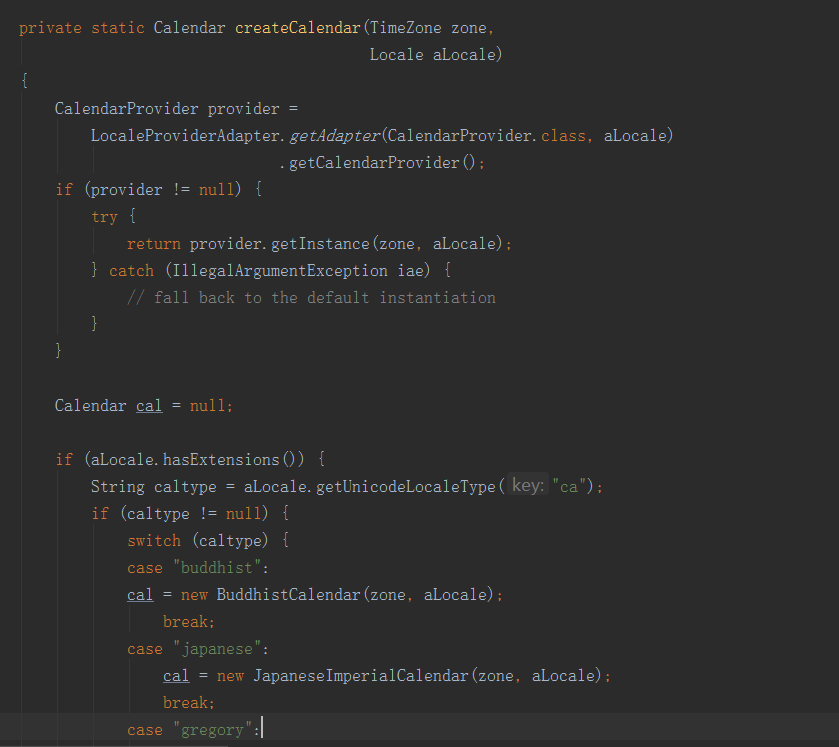 private static Calendar createCalendar(TimeZone zone,
                                       Locale aLocale)
{
    CalendarProvider provider =
        LocaleProviderAdapter.getAdapter(CalendarProvider.class, aLocale)
                             .getCalendarProvider();
    if (provider != null) {
        try {
            return provider.getInstance(zone, aLocale);
        } catch (IllegalArgumentException iae) {
            // fall back to the default instantiation
        }
    }

    Calendar cal = null;

    if (aLocale.hasExtensions()) {
        String caltype = aLocale.getUnicodeLocaleType( key: "ca");
        if (caltype != null) {
            switch (caltype) {
            case "buddhist":
            cal = new BuddhistCalendar(zone, aLocale);
                break;
            case "japanese":
                cal = new JapaneseImperialCalendar(zone, aLocale);
                break;
            case "gregory":